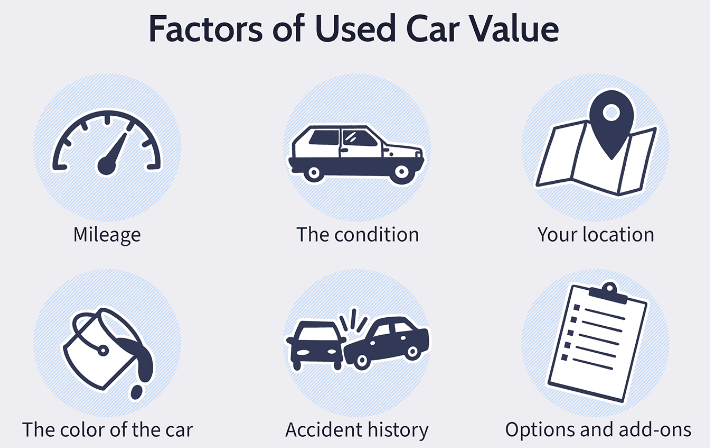 Factors of Used Car Value
Mileage
The condition
Your location
The color of the car
Accident history
Options and add-ons